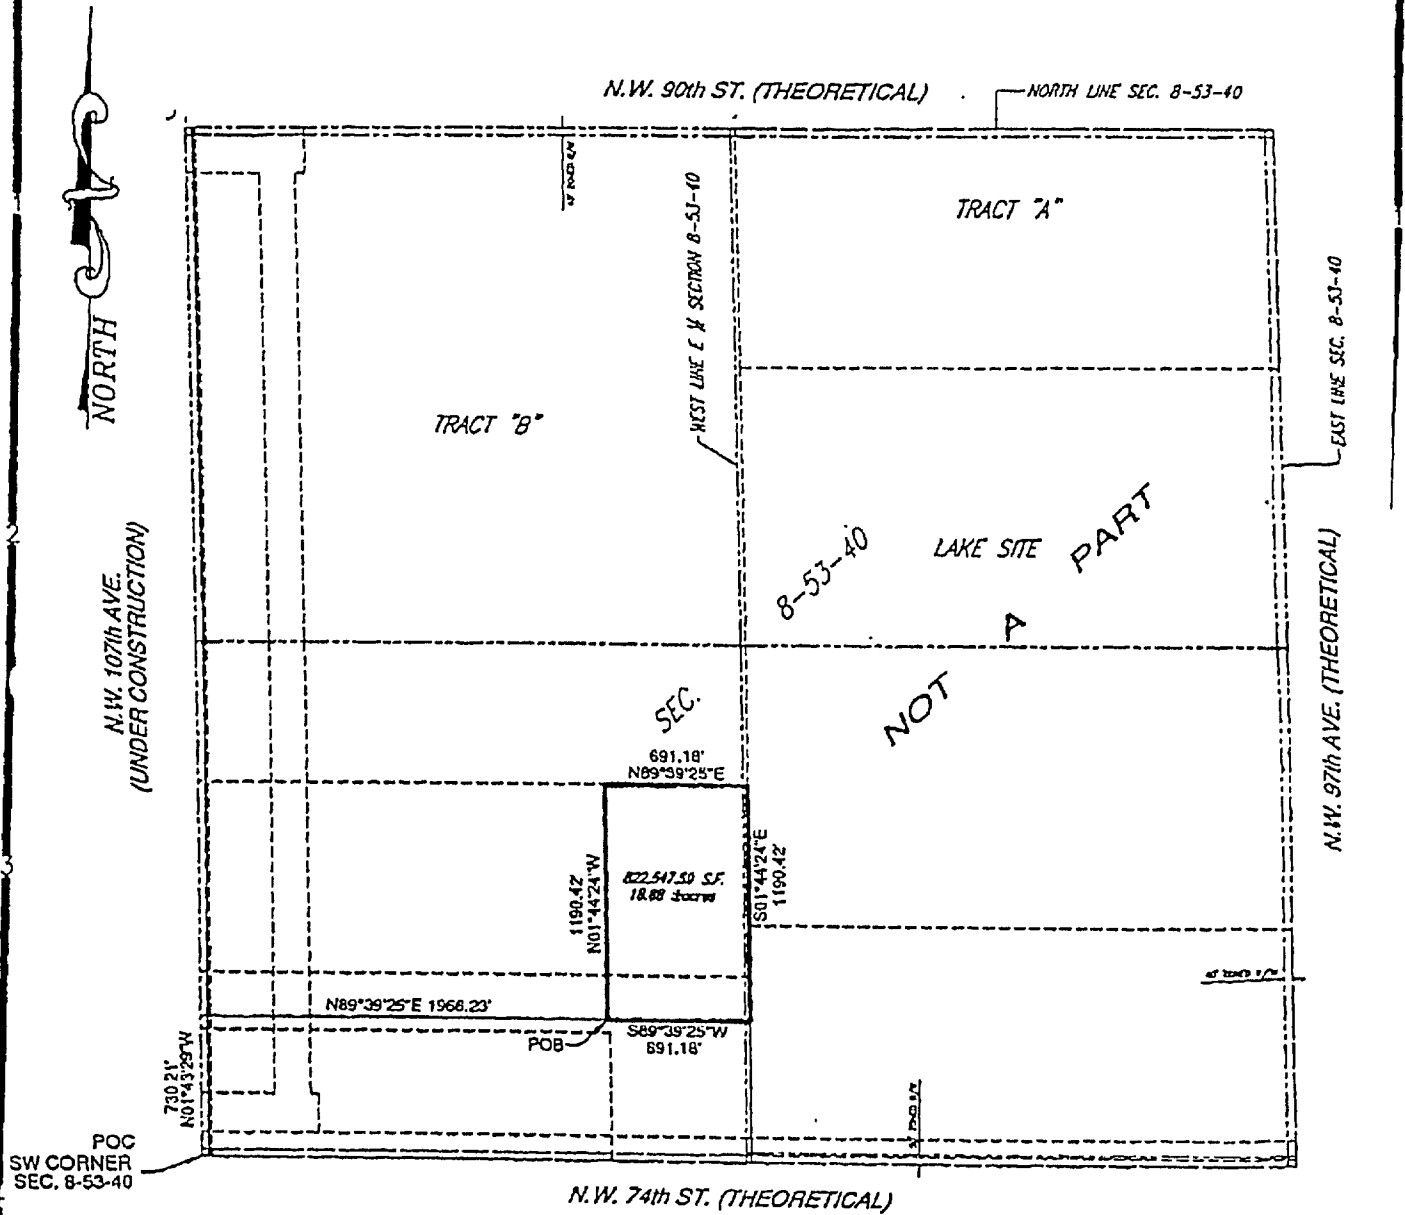 N.W. 90th ST. (THEORETICAL)
NORTH LINE SEC. 8-53-40
NORTH
TRACT "A"
WEST LINE E ½ SECTION 8-53-40
EAST LINE SEC. 8-53-40
TRACT "B"
N.W. 107th AVE.
(UNDER CONSTRUCTION)
8-53-40
LAKE SITE
PART
A
NOT
SEC.
N.W. 97th AVE. (THEORETICAL)
691.18'
N89°39'25"E
1190.42'
N01°44'24"W
822,547.50 S.F.
18.88 ±acres
S01°44'24"E
1190.42'
N89°39'25"E 1966.23'
POB
S89°39'25"W
691.18'
730.21'
N01°43'29"W
POC
SW CORNER
SEC. 8-53-40
N.W. 74th ST. (THEORETICAL)
2
3